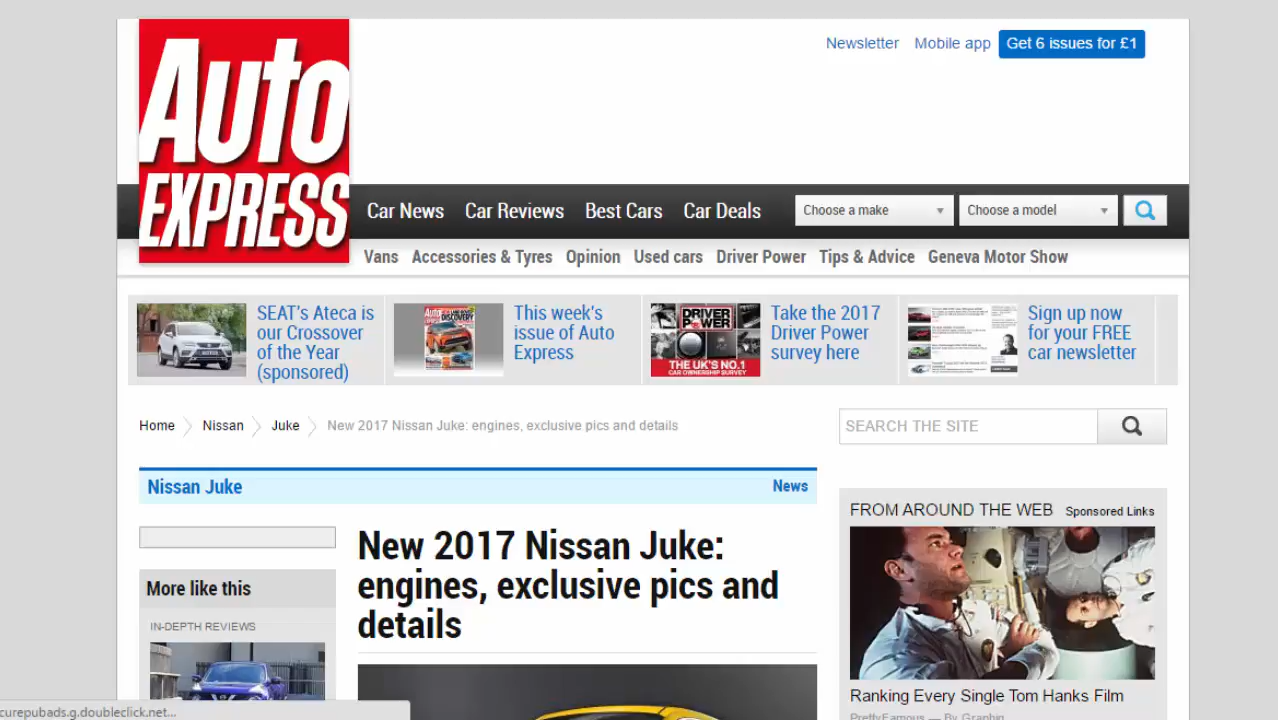 Newsletter Mobile app Get 6 issues for £1
Auto
EXPRESS
Car News Car Reviews Best Cars Car Deals Choose a make Choose a model
Vans Accessories & Tyres Opinion Used cars Driver Power Tips & Advice Geneva Motor Show
SEAT's Ateca is
our Crossover
of the Year
(sponsored)
This week's
issue of Auto
Express
DRIVER
POWER
THE UK'S NO.1
CAR OWNERSHIP SURVEY
Take the 2017
Driver Power
survey here
Sign up now
for your FREE
car newsletter
Home Nissan Juke New 2017 Nissan Juke: engines, exclusive pics and details
SEARCH THE SITE
Nissan Juke News
New 2017 Nissan Juke:
engines, exclusive pics and
details
More like this
IN-DEPTH REVIEWS
FROM AROUND THE WEB Sponsored Links
Ranking Every Single Tom Hanks Film
PrettyFamous — By Graphiq
curepubads.g.doubleclick.net...